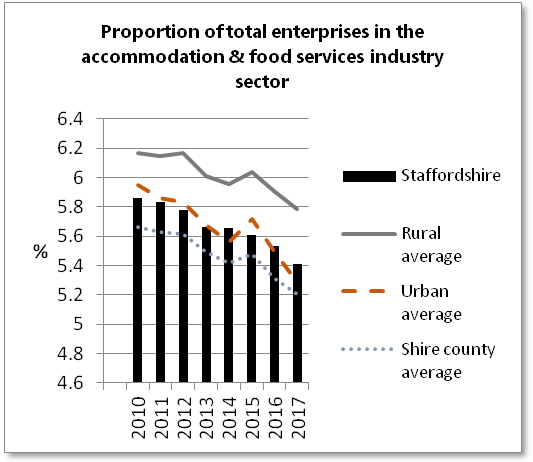 Proportion of total enterprises in the
accommodation & food services industry
sector
6.4
6.2
6
5.8
5.6
5.4
5.2
5
4.8
4.6
%
2010
2011
2012
2013
2014
2015
2016
2017
Staffordshire
Rural
average
Urban
average
Shire county
average